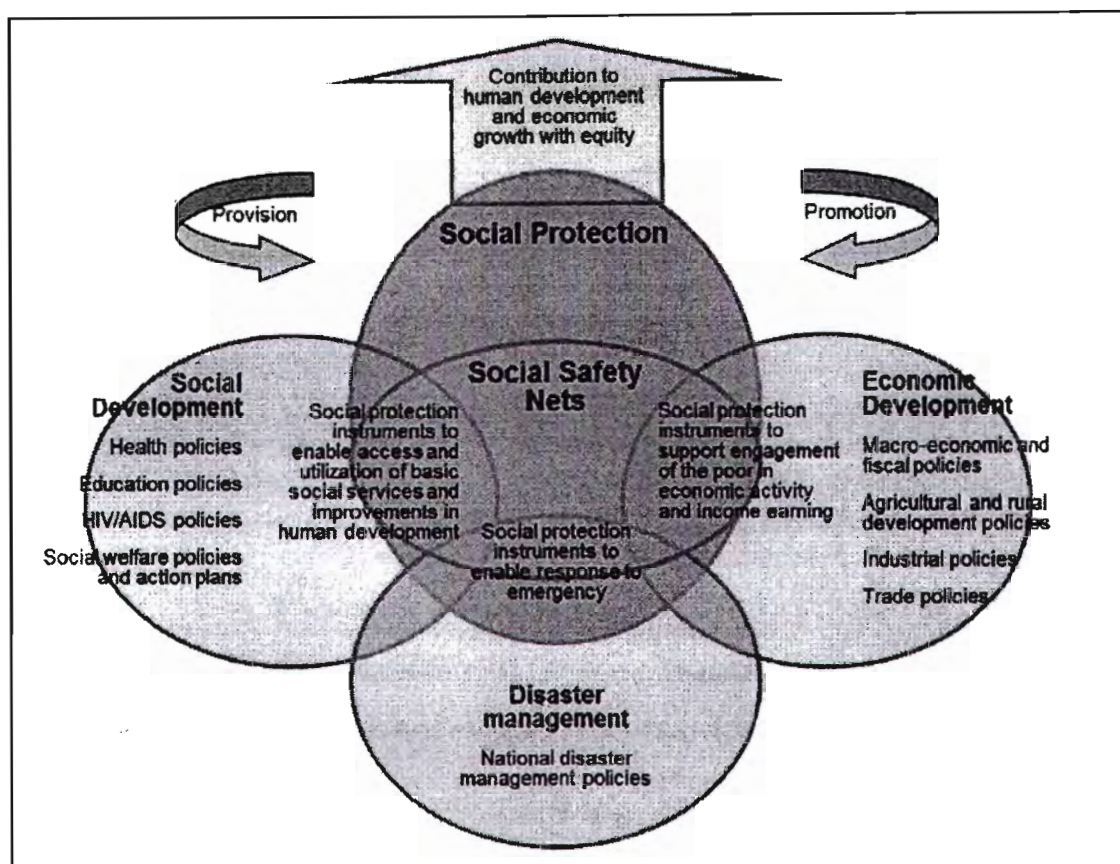 Contribution to
human development
and economic
growth with equity
Provision
Promotion
Social Protection
Social Safety
Nets
Social
Development
Health policies
Education policies
HIV/AIDS policies
Social welfare policies
and action plans
Social protection
instruments to
enable access and
utilization of basic
social services and
improvements in
human development
Social protection
instruments to
support engagement
of the poor in
economic activity
and income earning
Economic
Development
Macro-economic and
fiscal policies
Agricultural and rural
development policies
Industrial policies
Trade policies
Social protection
instruments to
enable response to
emergency
Disaster
management
National disaster
management policies